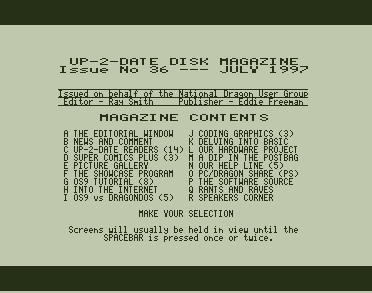 UP-2-DATE DISK MAGAZINE
Issue No 36 --- JULY 1997
Issued on behalf of the National Dragon User Group
Editor - Ray Smith Publisher - Eddie Freeman
MAGAZINE CONTENTS
A THE EDITORIAL WINDOW J CODING GRAPHICS (3)
B NEWS AND COMMENT K DELVING INTO BASIC
C UP-2-DATE READERS (14) L OUR HARDWARE PROJECT
D SUPER COMICS PLUS (3) M A DIP IN THE POSTBAG
E PICTURE GALLERY N OUR HELP LINE (5)
F THE SHOWCASE PROGRAM O PC/DRAGON SHARE (PS)
G OS9 TUTORIAL (8) P THE SOFTWARE SOURCE
H INTO THE INTERNET Q RANTS AND RAVES
I OS9 vs DRAGONDOS (5) R SPEAKERS CORNER
MAKE YOUR SELECTION
Screens will usually be held in view until the
SPACEBAR is pressed once or twice.